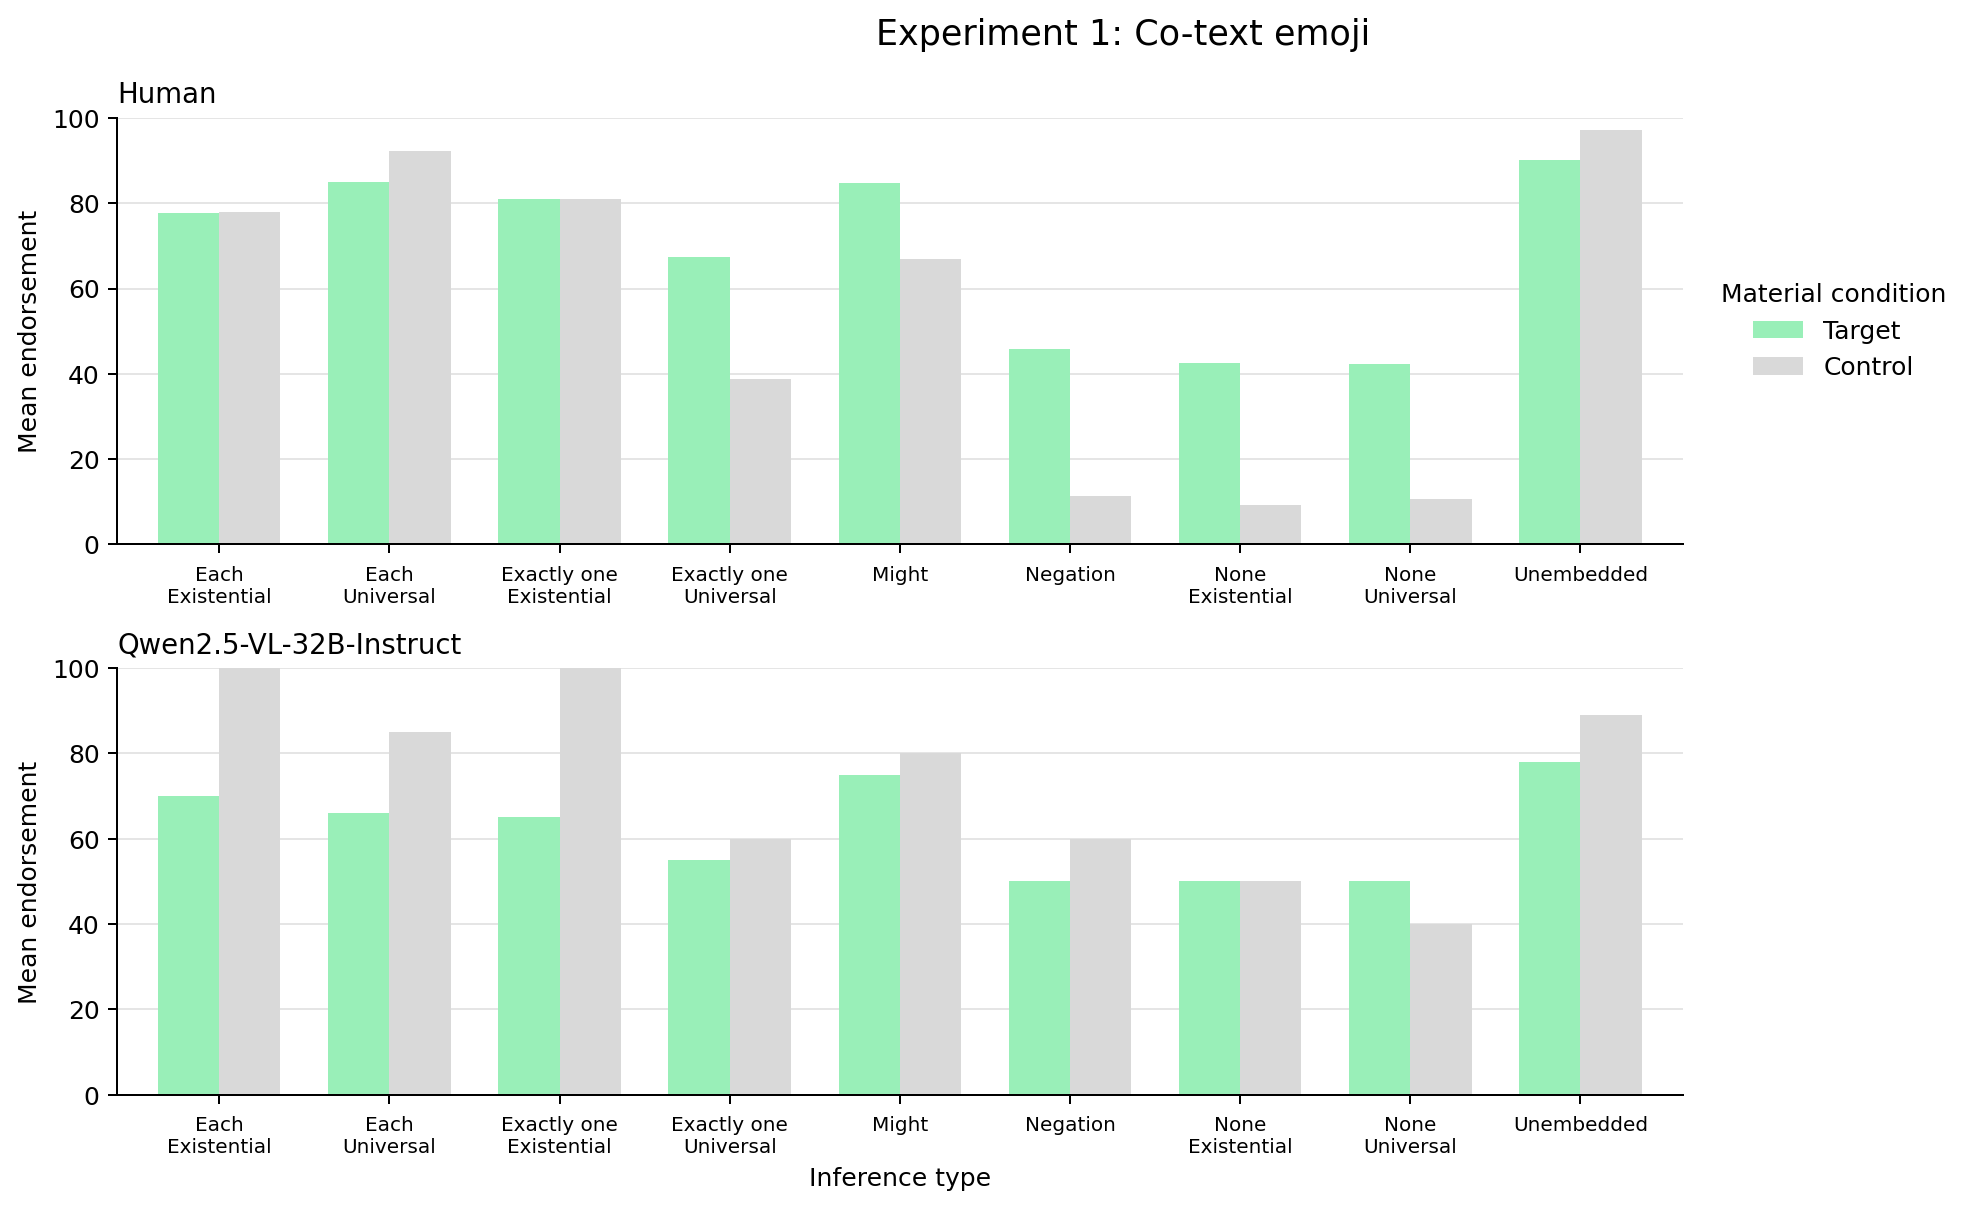 Experiment 1: Co-text emoji
Human
Mean endorsement
100
80
60
40
20
0
Each Existential
Each Universal
Exactly one Existential
Exactly one Universal
Might
Negation
None Existential
None Universal
Unembedded
Material condition
Target
Control
Qwen2.5-VL-32B-Instruct
Mean endorsement
100
80
60
40
20
0
Each Existential
Each Universal
Exactly one Existential
Exactly one Universal
Might
Negation
None Existential
None Universal
Unembedded
Inference type